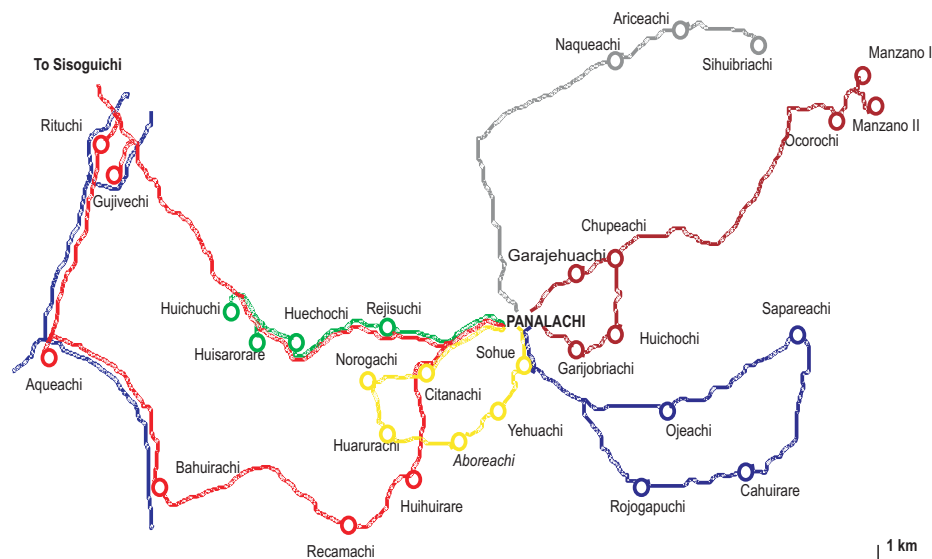 Ariceachi
Naqueachi
Sihuibriachi
Manzano I
To Sisoguichi
Rituchi
Manzano II
Ocorochi
Gujivechi
Chupeachi
Garajehuachi
Huichuchi
Huechochi
Rejisuchi
PANALACHI
Sapareachi
Huisarorare
Norogachi
Sohue
Huichochi
Aqueachi
Citanachi
Garijobriachi
Yehuachi
Ojeachi
Huarurachi
Aboreachi
Bahuirachi
Huihuirare
Rojogapuchi
Cahuirare
Recamachi
1 km